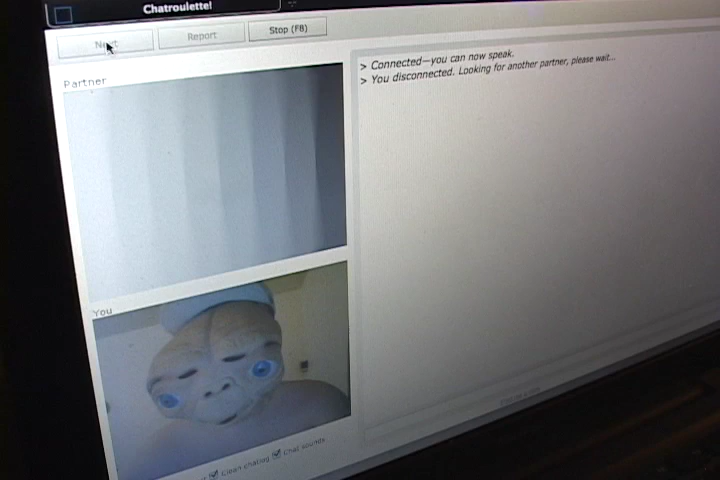 Chatroulette!
Next Report Stop (F8)
Partner
> Connected—you can now speak.
> You disconnected. Looking for another partner, please wait...
You
Clean chatlog Chat sounds